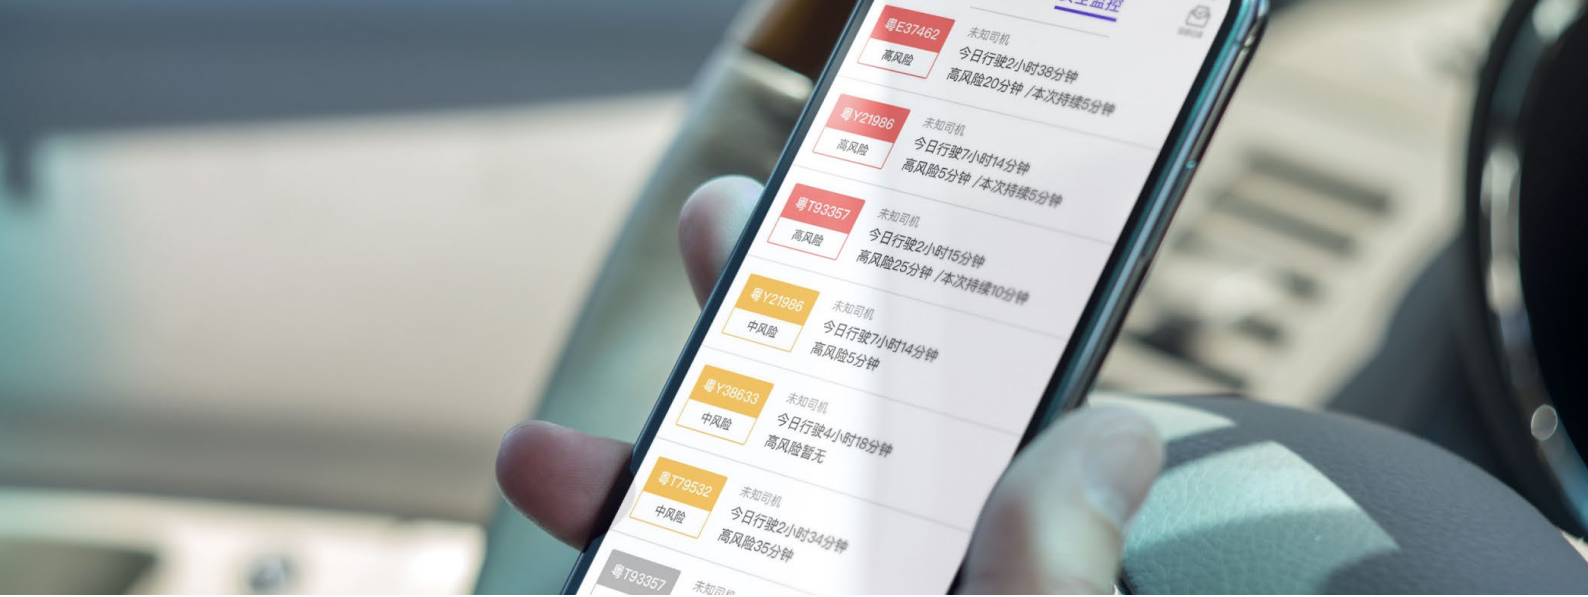 监控
粤E37462
高风险
未知司机
今日行驶2小时38分钟
高风险20分钟 /本次持续5分钟
粤Y21986
高风险
未知司机
今日行驶7小时14分钟
高风险5分钟 /本次持续5分钟
粤T93357
高风险
未知司机
今日行驶2小时15分钟
高风险25分钟 /本次持续10分钟
粤Y21986
中风险
未知司机
今日行驶7小时14分钟
高风险5分钟
粤Y38633
中风险
未知司机
今日行驶4小时18分钟
高风险暂无
粤T79532
中风险
未知司机
今日行驶2小时34分钟
高风险35分钟
粤T93357
未知司机